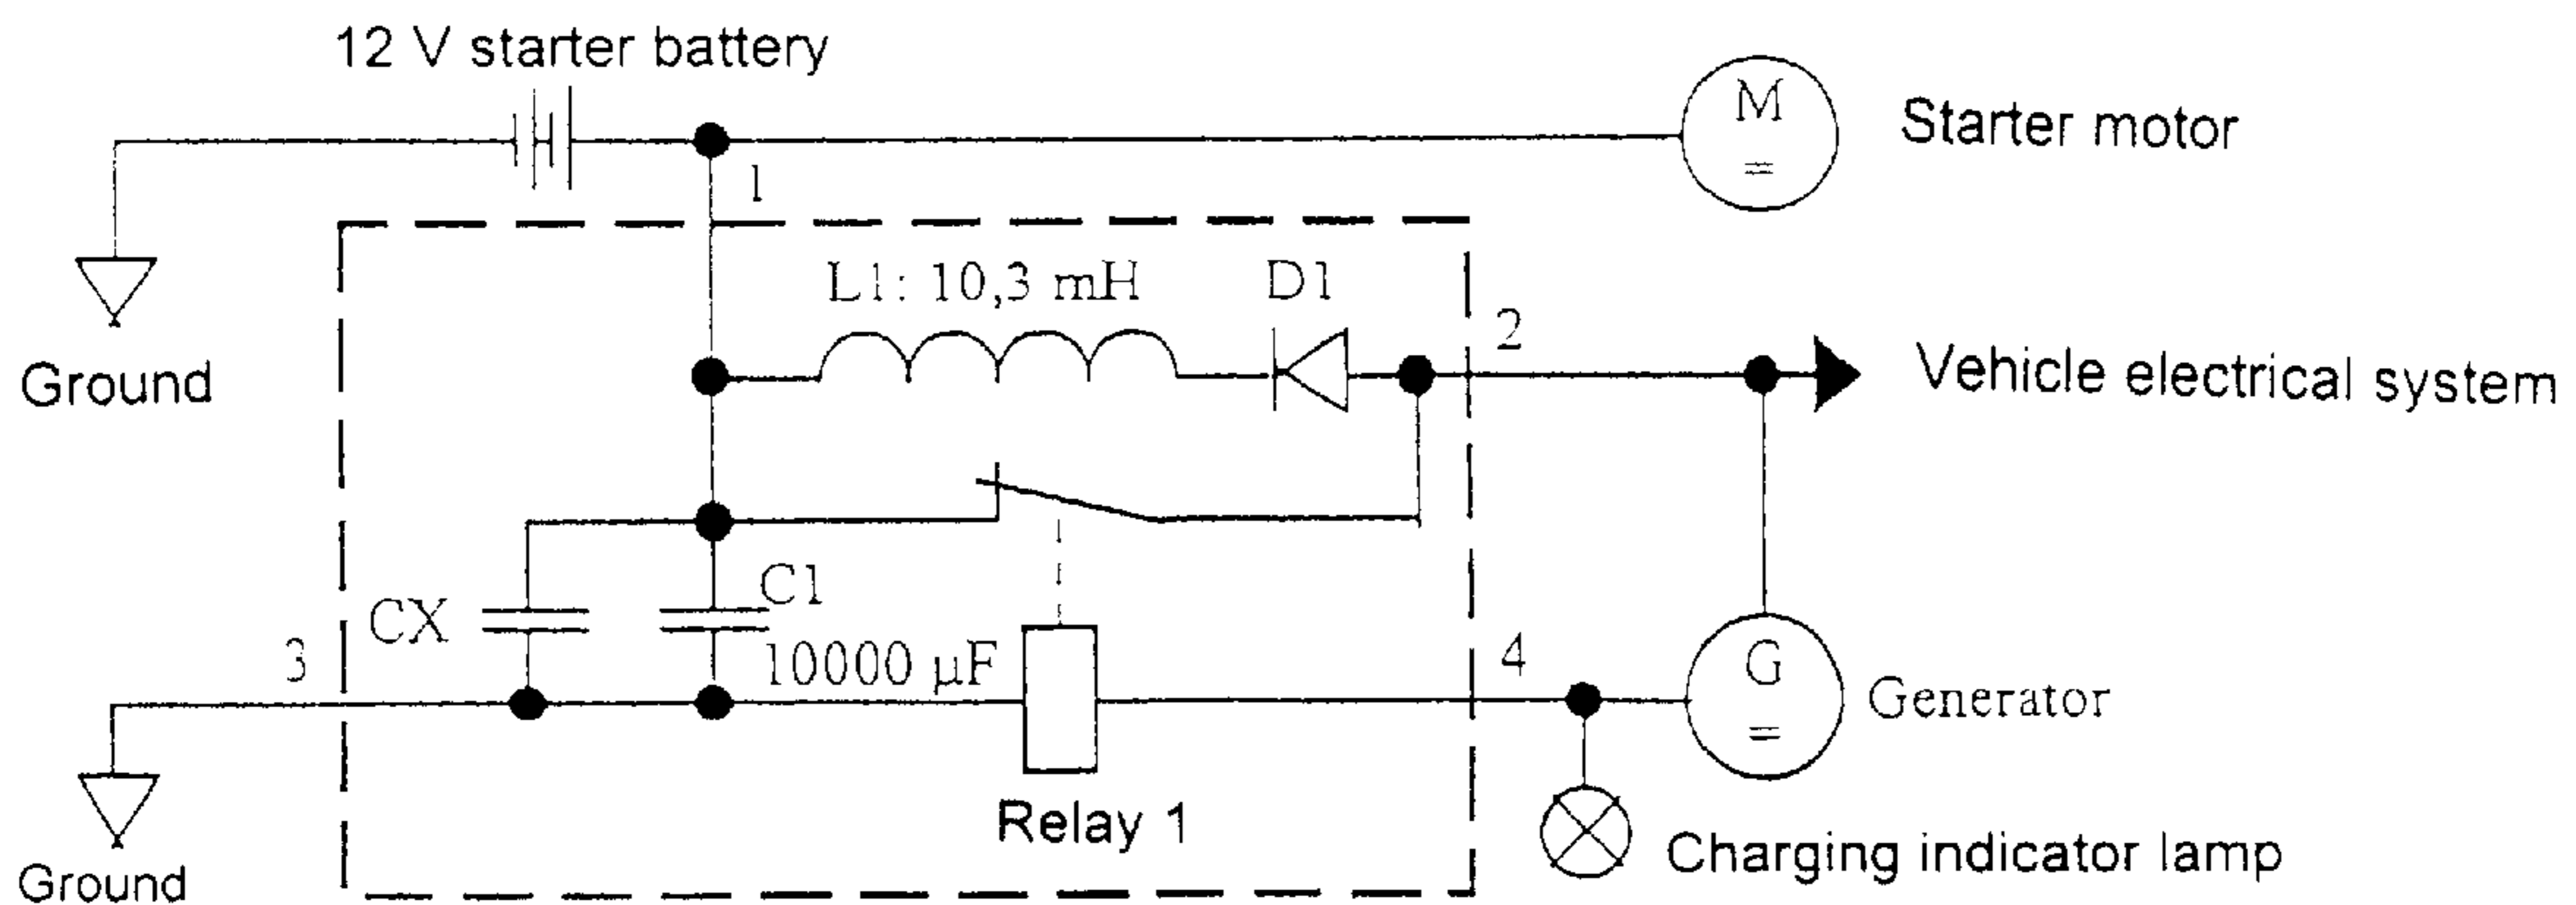 12 V starter battery
M
=
Starter motor
1
L1: 10,3 mH
D1
2
Ground
Vehicle electrical system
C1
CX
3
10000 µF
4
G
=
Generator
Relay 1
Charging indicator lamp
Ground